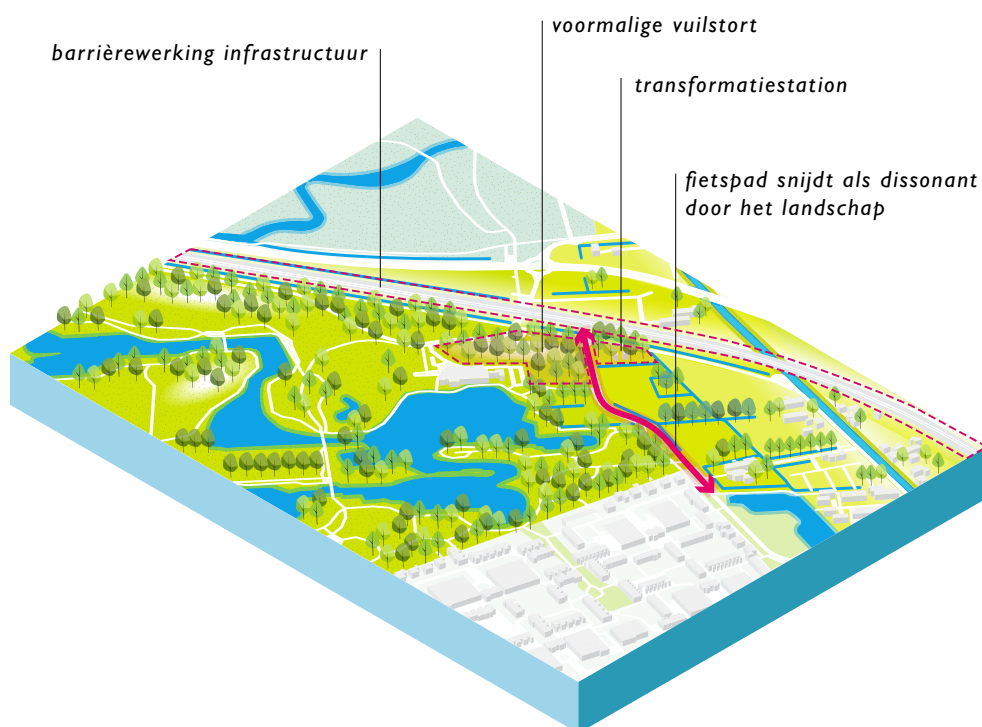 voormalige vuilstort
barrièrewerking infrastructuur
transformatiestation
fietspad snijdt als dissonant
door het landschap